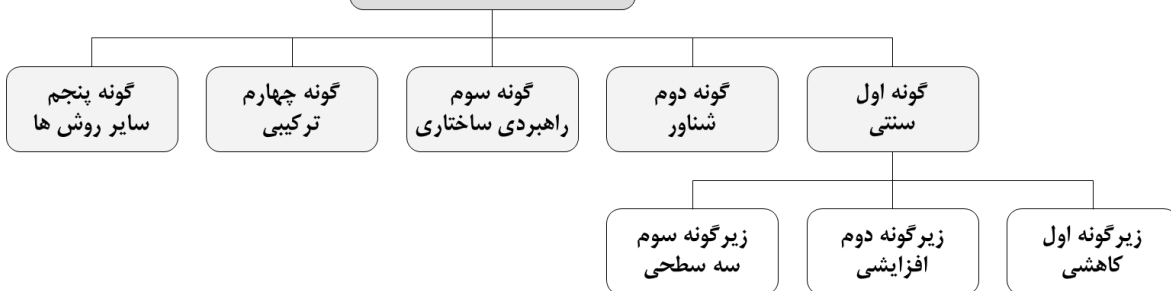 گونه اول
سنتی
گونه دوم
شناور
گونه سوم
راهبردی ساختاری
گونه چهارم
ترکیبی
گونه پنجم
سایر روش ها
زیرگونه اول
کاهشی
زیرگونه دوم
افزایشی
زیرگونه سوم
سه سطحی